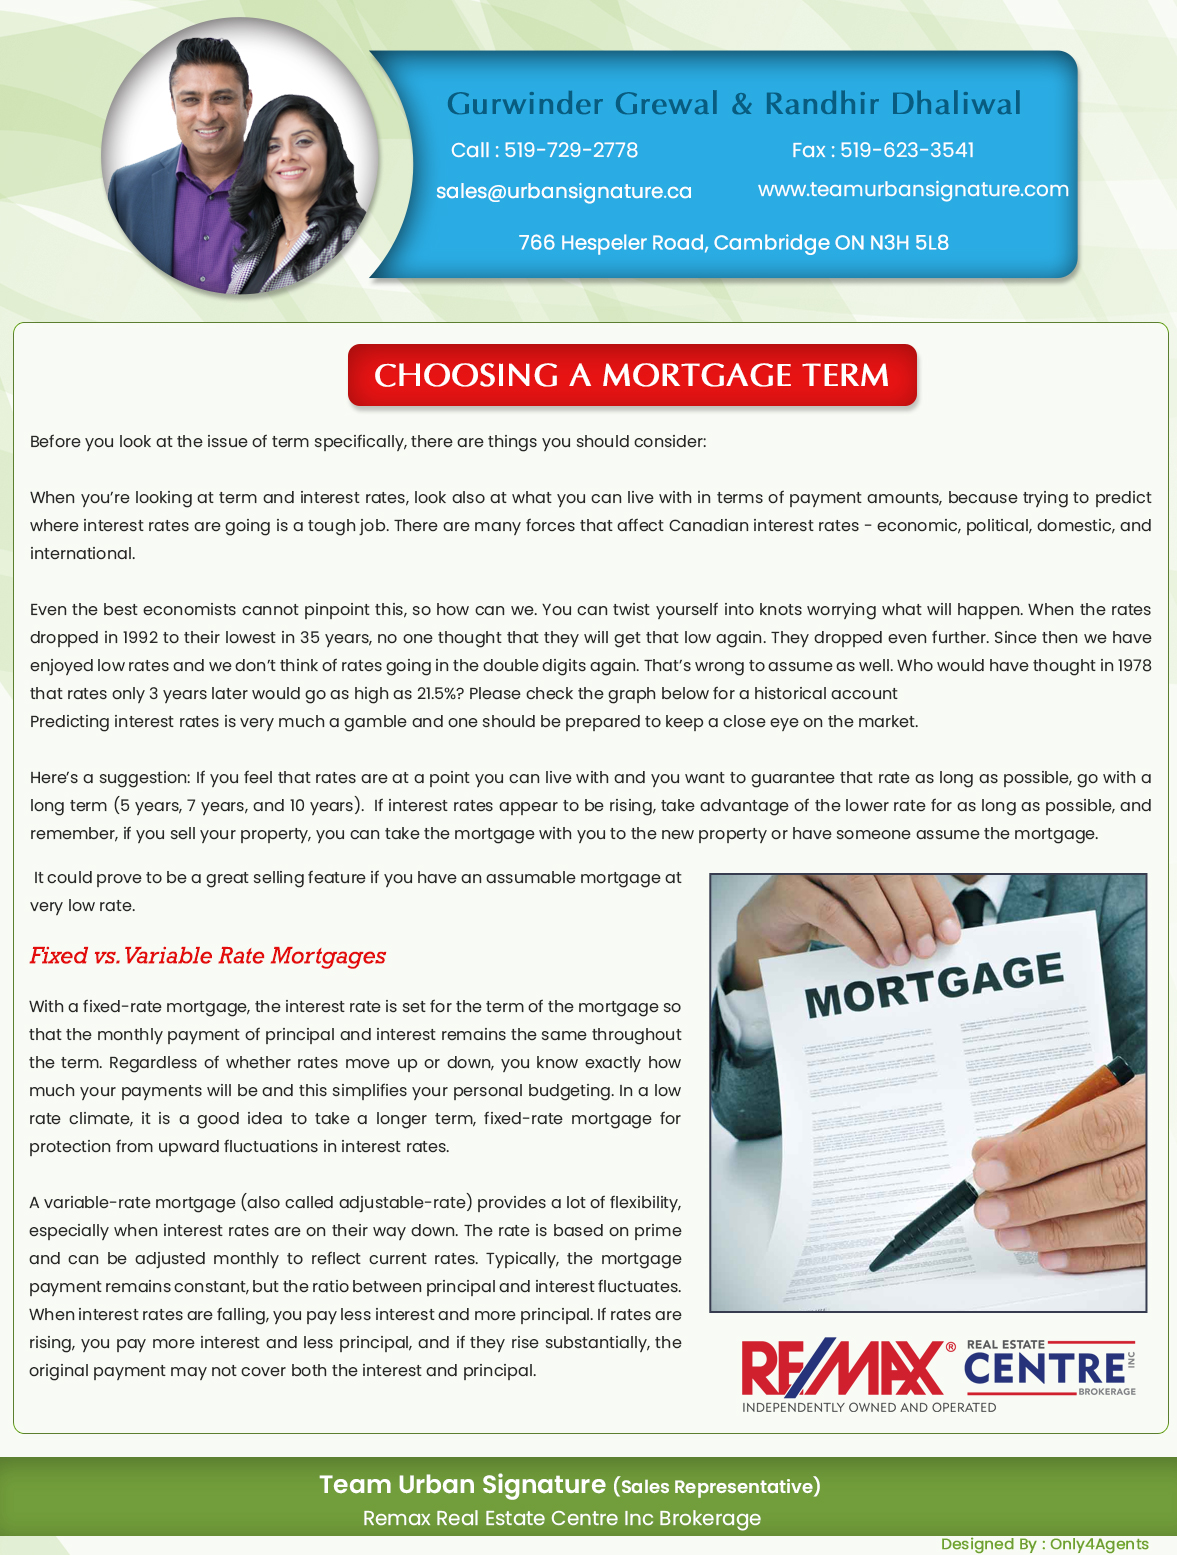 Gurwinder Grewal & Randhir Dhaliwal
Call : 519-729-2778
Fax : 519-623-3541
sales@urbansignature.ca
www.teamurbansignature.com
766 Hespeler Road, Cambridge ON N3H 5L8
CHOOSING A MORTGAGE TERM
Before you look at the issue of term specifically, there are things you should consider:
When you’re looking at term and interest rates, look also at what you can live with in terms of payment amounts, because trying to predict
where interest rates are going is a tough job. There are many forces that affect Canadian interest rates - economic, political, domestic, and
international.
Even the best economists cannot pinpoint this, so how can we. You can twist yourself into knots worrying what will happen. When the rates
dropped in 1992 to their lowest in 35 years, no one thought that they will get that low again. They dropped even further. Since then we have
enjoyed low rates and we don’t think of rates going in the double digits again. That’s wrong to assume as well. Who would have thought in 1978
that rates only 3 years later would go as high as 21.5%? Please check the graph below for a historical account
Predicting interest rates is very much a gamble and one should be prepared to keep a close eye on the market.
Here’s a suggestion: If you feel that rates are at a point you can live with and you want to guarantee that rate as long as possible, go with a
long term (5 years, 7 years, and 10 years). If interest rates appear to be rising, take advantage of the lower rate for as long as possible, and
remember, if you sell your property, you can take the mortgage with you to the new property or have someone assume the mortgage.
It could prove to be a great selling feature if you have an assumable mortgage at
very low rate.
Fixed vs. Variable Rate Mortgages
With a fixed-rate mortgage, the interest rate is set for the term of the mortgage so
that the monthly payment of principal and interest remains the same throughout
the term. Regardless of whether rates move up or down, you know exactly how
much your payments will be and this simplifies your personal budgeting. In a low
rate climate, it is a good idea to take a longer term, fixed-rate mortgage for
protection from upward fluctuations in interest rates.
A variable-rate mortgage (also called adjustable-rate) provides a lot of flexibility,
especially when interest rates are on their way down. The rate is based on prime
and can be adjusted monthly to reflect current rates. Typically, the mortgage
payment remains constant, but the ratio between principal and interest fluctuates.
When interest rates are falling, you pay less interest and more principal. If rates are
rising, you pay more interest and less principal, and if they rise substantially, the
original payment may not cover both the interest and principal.
MORTGAGE
RE/MAX®
REAL ESTATE
CENTRE INC
BROKERAGE
INDEPENDENTLY OWNED AND OPERATED
Team Urban Signature (Sales Representative)
Remax Real Estate Centre Inc Brokerage
Designed By : Only4Agents